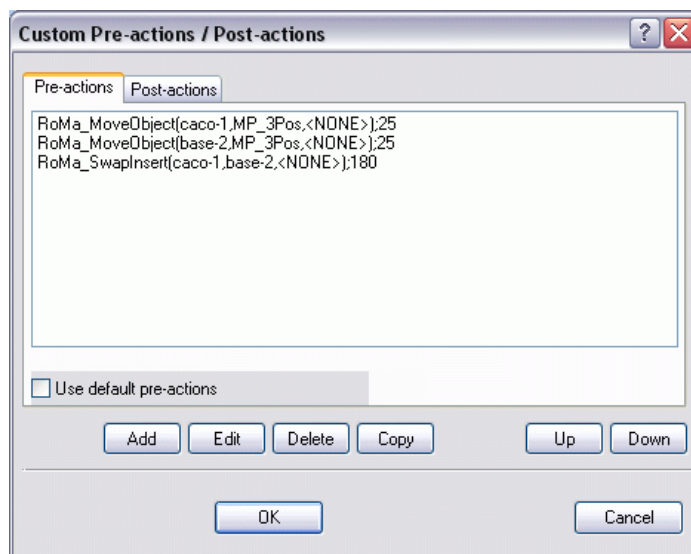 Custom Pre-actions / Post-actions
?
X
Pre-actions
Post-actions
RoMa_MoveObject(caco-1,MP_3Pos,<NONE>);25
RoMa_MoveObject(base-2,MP_3Pos,<NONE>);25
RoMa_SwapInsert(caco-1,base-2,<NONE>);180
Use default pre-actions
Add Edit Delete Copy Up Down
OK Cancel